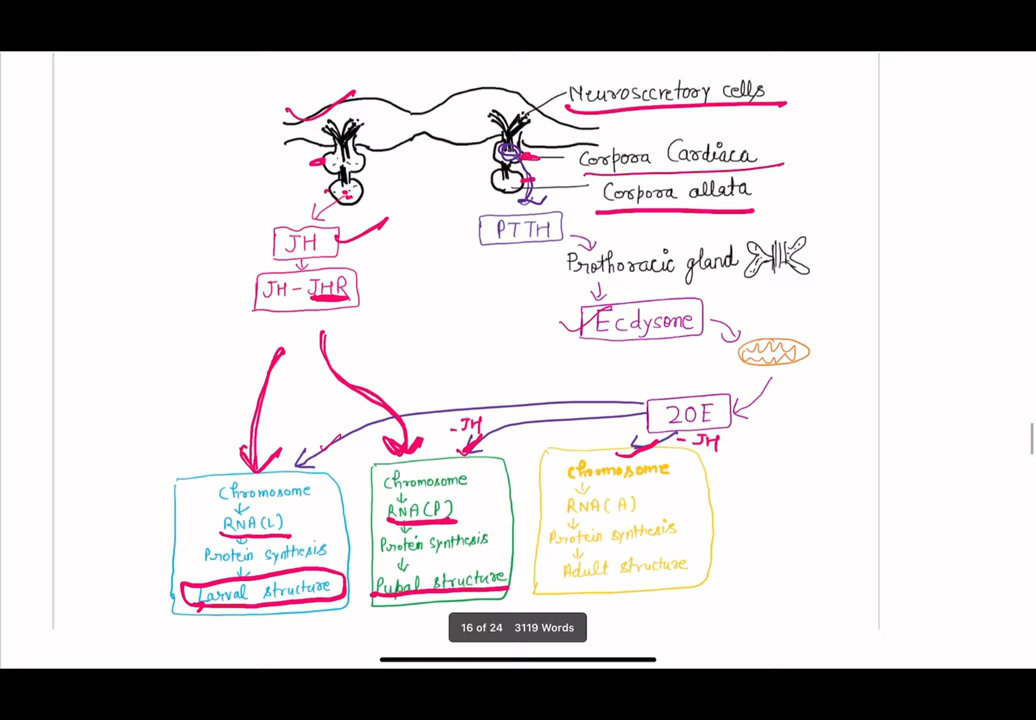 Neurosecretory cells
Corpora Cardiaca
Corpora allata
JH
JH - JHR
PTTH
Prothoracic gland
Ecdysone
20E
- JH
- JH
Chromosome
RNA(L)
Protein synthesis
Larval structure
Chromosome
RNA(P)
Protein synthesis
Pupal structure
Chromosome
RNA(A)
Protein synthesis
Adult structure
16 of 24 3119 Words